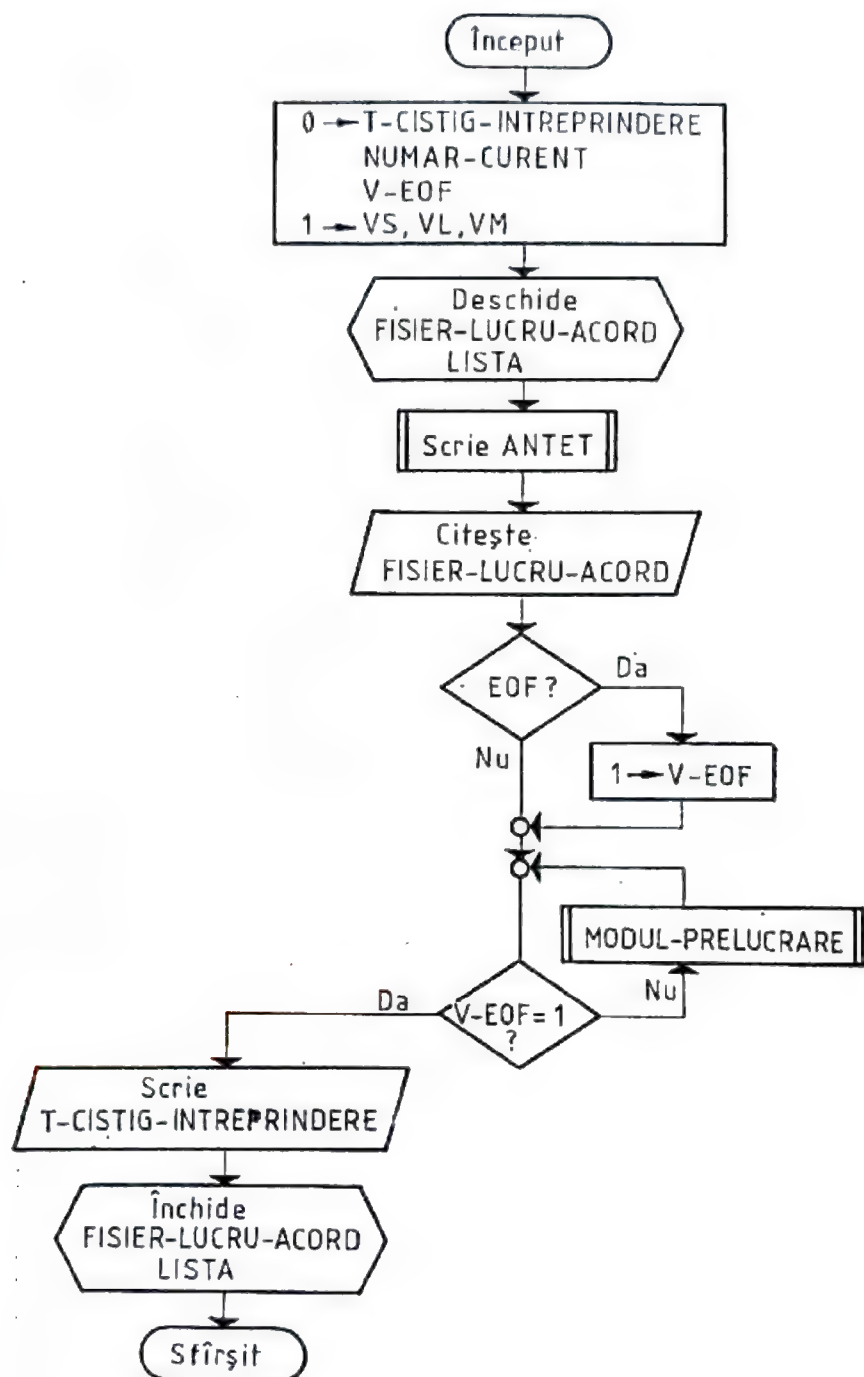 Început
0 → T-CISTIG-INTREPRINDERE
NUMAR-CURENT
V-EOF
1 → VS, VL, VM
Deschide
FISIER-LUCRU-ACORD
LISTA
Scrie ANTET
Citeşte
FISIER-LUCRU-ACORD
EOF ?
Da
Nu
1 → V-EOF
MODUL-PRELUCRARE
Da
V-EOF = 1
?
Nu
Scrie
T-CISTIG-INTREPRINDERE
Închide
FISIER-LUCRU-ACORD
LISTA
Sfîrşit